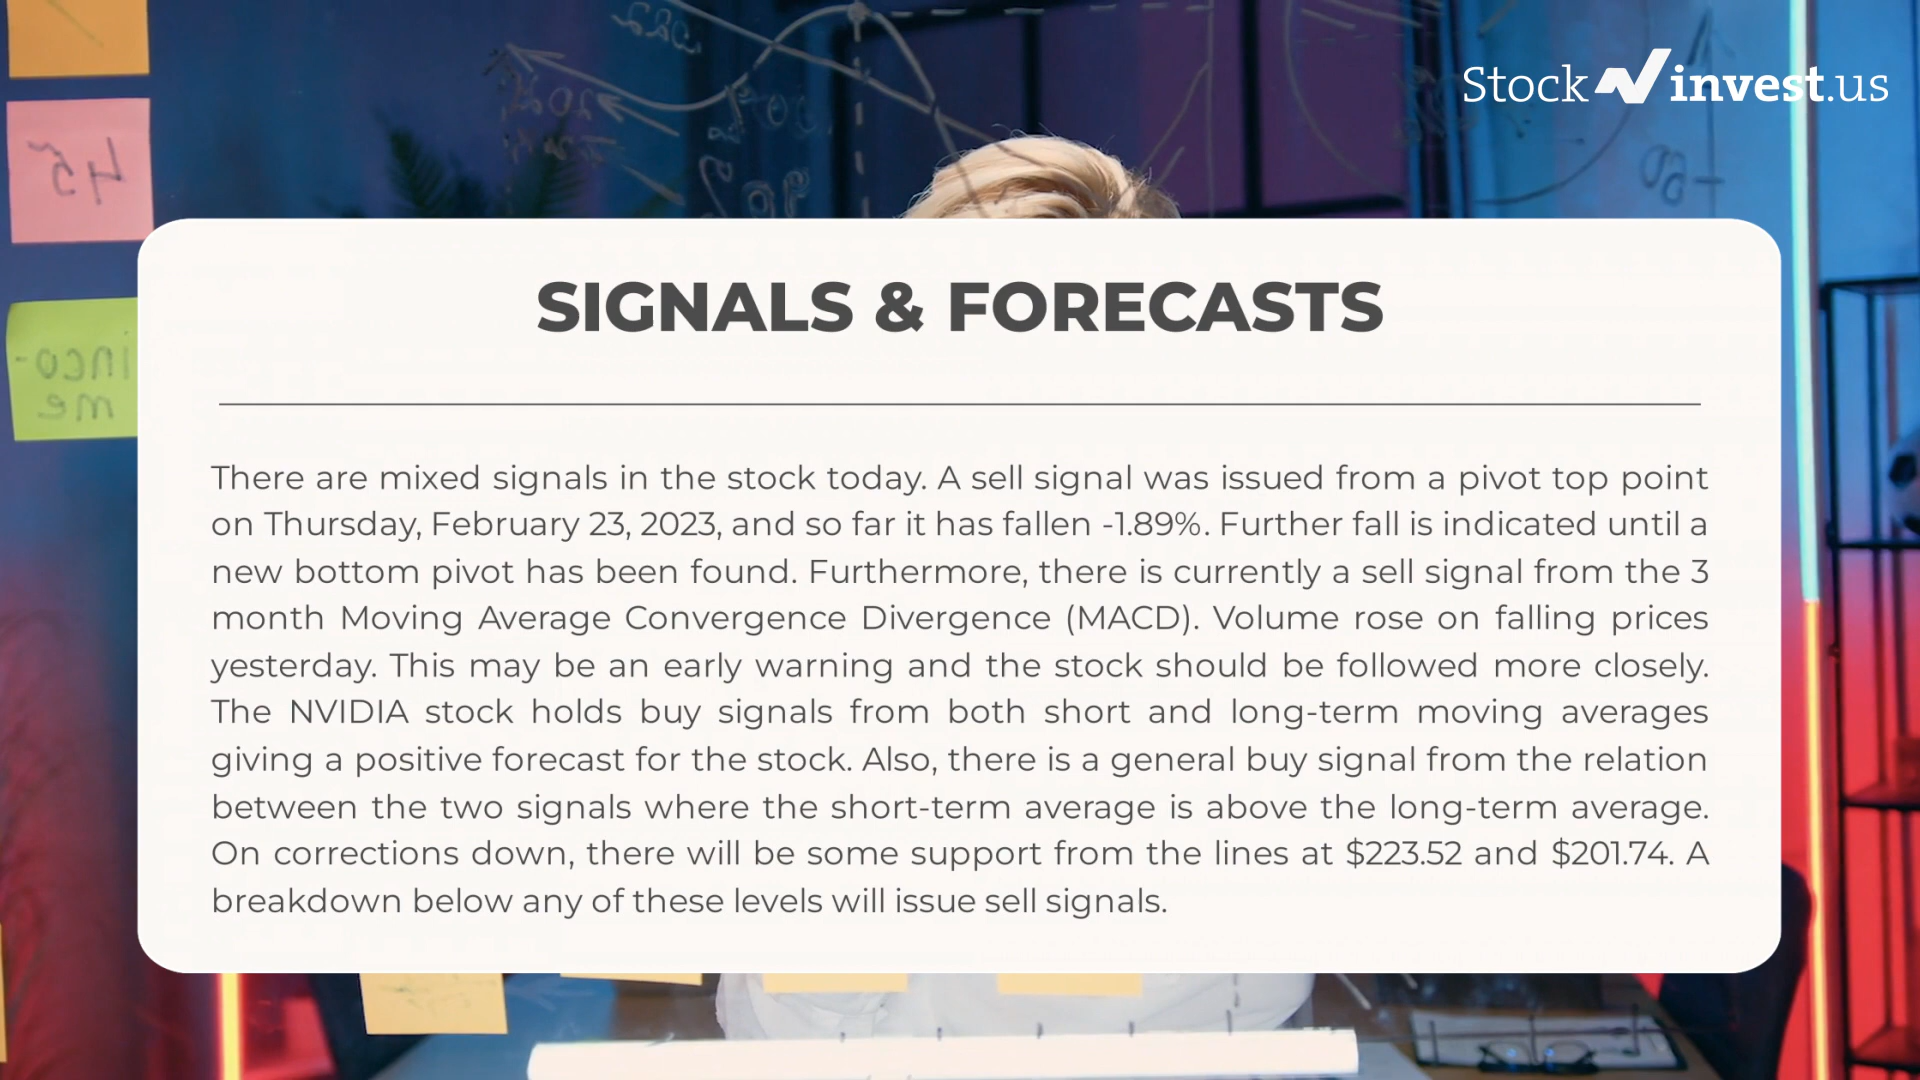 Stock invest.us
45
inco-
me
SIGNALS & FORECASTS
There are mixed signals in the stock today. A sell signal was issued from a pivot top point
on Thursday, February 23, 2023, and so far it has fallen -1.89%. Further fall is indicated until a
new bottom pivot has been found. Furthermore, there is currently a sell signal from the 3
month Moving Average Convergence Divergence (MACD). Volume rose on falling prices
yesterday. This may be an early warning and the stock should be followed more closely.
The NVIDIA stock holds buy signals from both short and long-term moving averages
giving a positive forecast for the stock. Also, there is a general buy signal from the relation
between the two signals where the short-term average is above the long-term average.
On corrections down, there will be some support from the lines at $223.52 and $201.74. A
breakdown below any of these levels will issue sell signals.